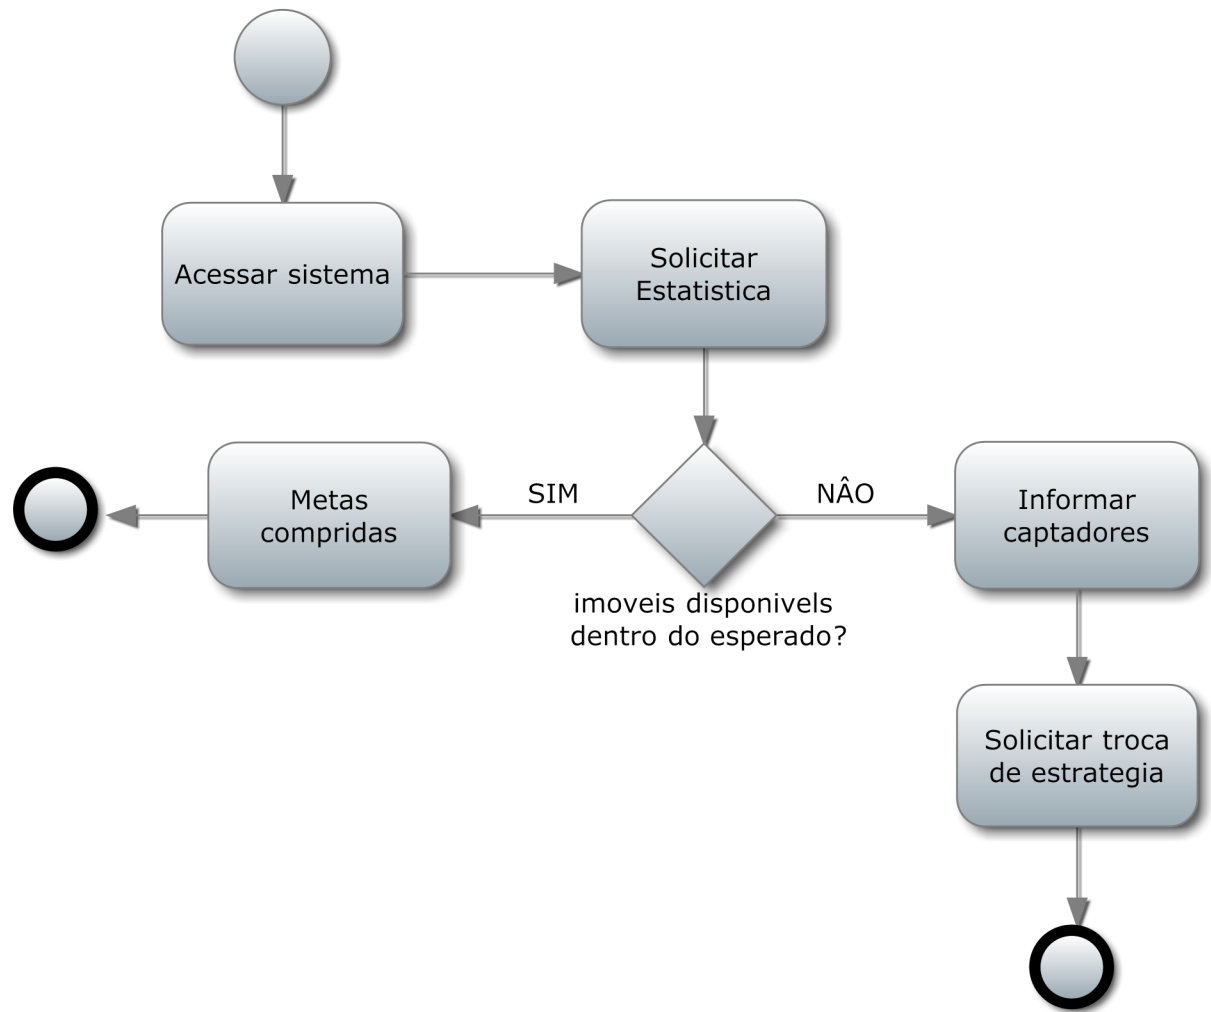 Acessar sistema
Solicitar
Estatistica
Metas
compridas
SIM
NÂO
Informar
captadores
imoveis disponivels
dentro do esperado?
Solicitar troca
de estrategia